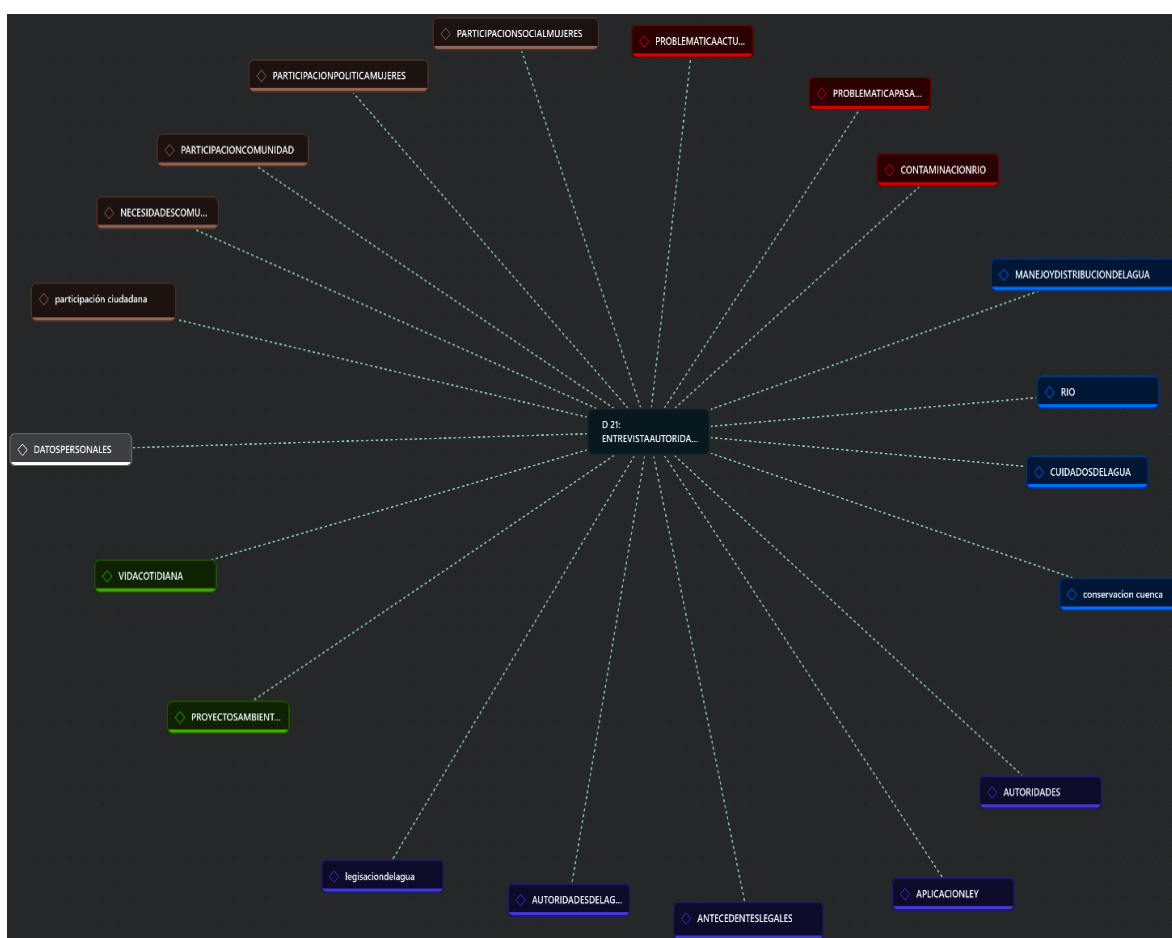 PARTICIPACIONSOCIALMUJERES
PROBLEMATICAACTU...
PARTICIPACIONPOLITICAMUJERES
PROBLEMATICAPASA...
PARTICIPACIONCOMUNIDAD
CONTAMINACIONRIO
NECESIDADESCOMU...
MANEJOYDISTRIBUCIONDELAGUA
participación ciudadana
RIO
D 21:
ENTREVISTAAUTORIDA...
DATOSPERSONALES
CUIDADOSDELAGUA
VIDACOTIDIANA
conservacion cuenca
PROYECTOSAMBIENT...
AUTORIDADES
legisaciondelagua
AUTORIDADESDELAG...
APLICACIONLEY
ANTECEDENTESLEGALES